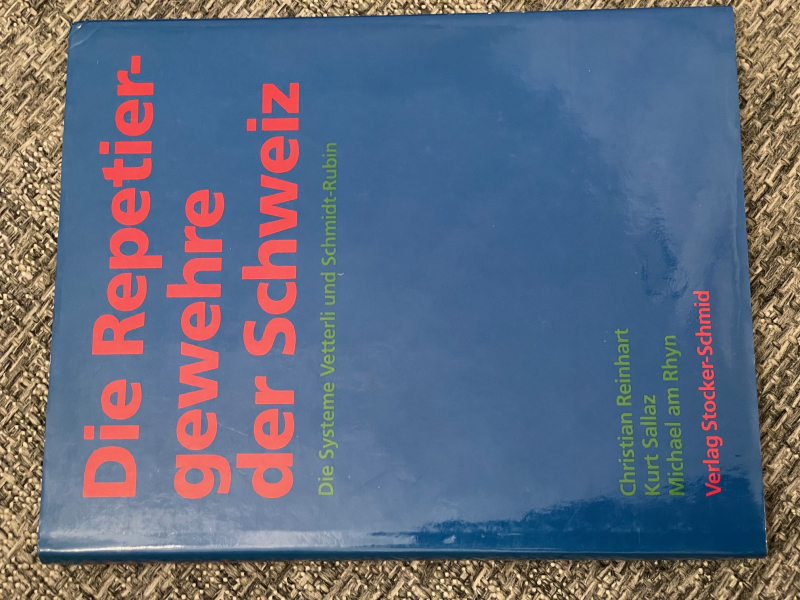 Die Repetier-
gewehre
der Schweiz
Die Systeme Vetterli und Schmidt-Rubin
Christian Reinhart
Kurt Sallaz
Michael am Rhyn
Verlag Stocker-Schmid